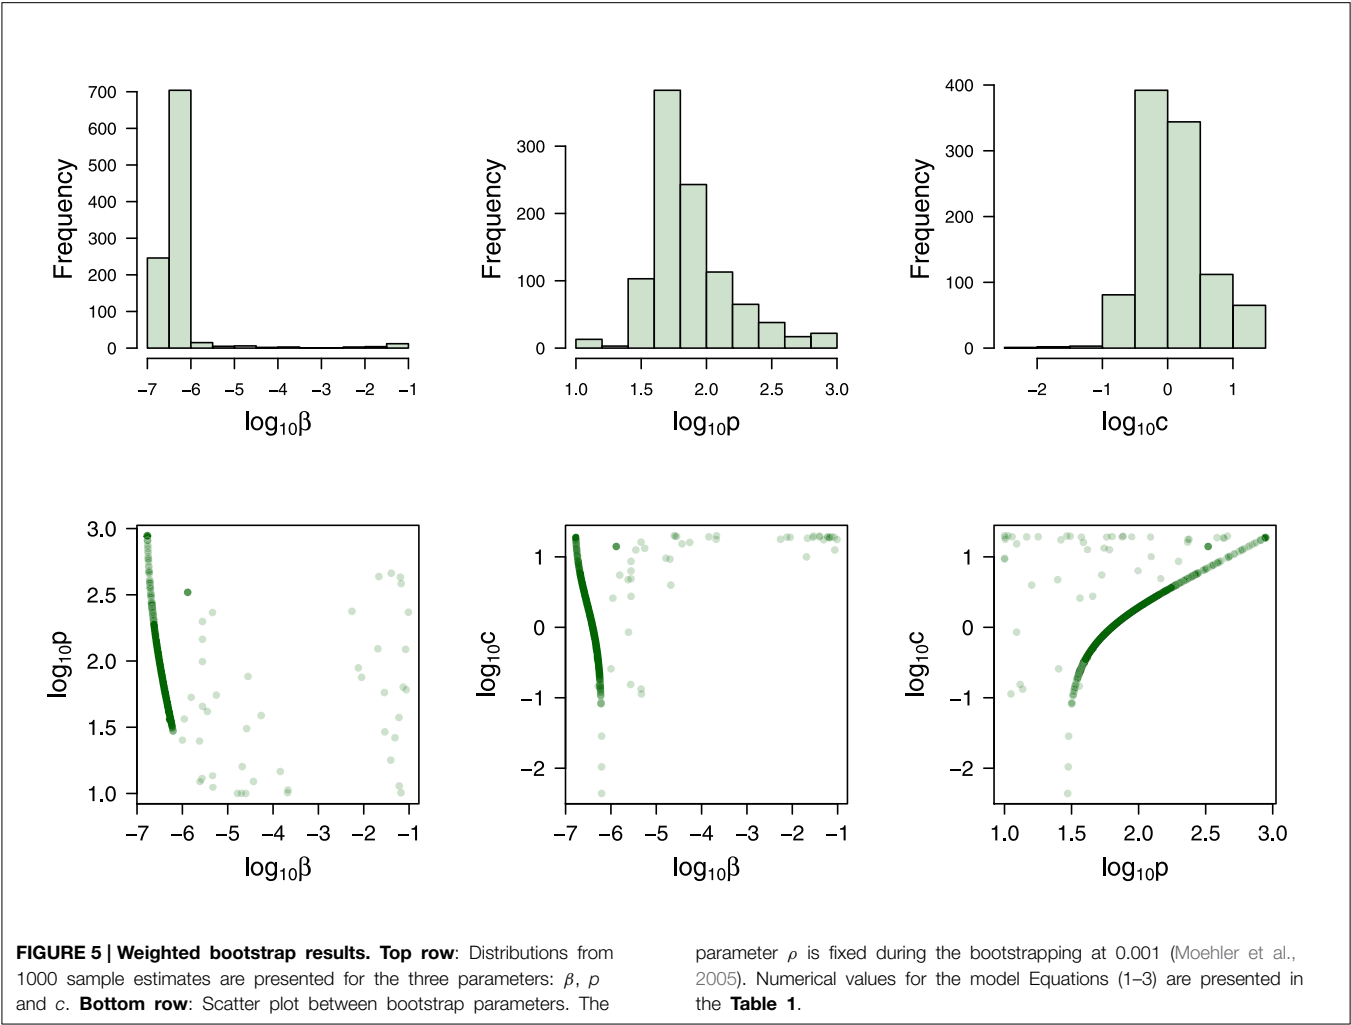 700
600
500
400
300
200
100
0
Frequency
−7 −6 −5 −4 −3 −2 −1
log₁₀β
300
200
100
0
Frequency
1.0 1.5 2.0 2.5 3.0
log₁₀p
400
300
200
100
0
Frequency
−2 −1 0 1
log₁₀c
3.0
2.5
2.0
1.5
1.0
log₁₀p
−7 −6 −5 −4 −3 −2 −1
log₁₀β
1
0
−1
−2
log₁₀c
−7 −6 −5 −4 −3 −2 −1
log₁₀β
1
0
−1
−2
log₁₀c
1.0 1.5 2.0 2.5 3.0
log₁₀p
FIGURE 5 | Weighted bootstrap results. Top row: Distributions from
1000 sample estimates are presented for the three parameters: β, p
and c. Bottom row: Scatter plot between bootstrap parameters. The
parameter ρ is fixed during the bootstrapping at 0.001 (Moehler et al.,
2005). Numerical values for the model Equations (1–3) are presented in
the Table 1.